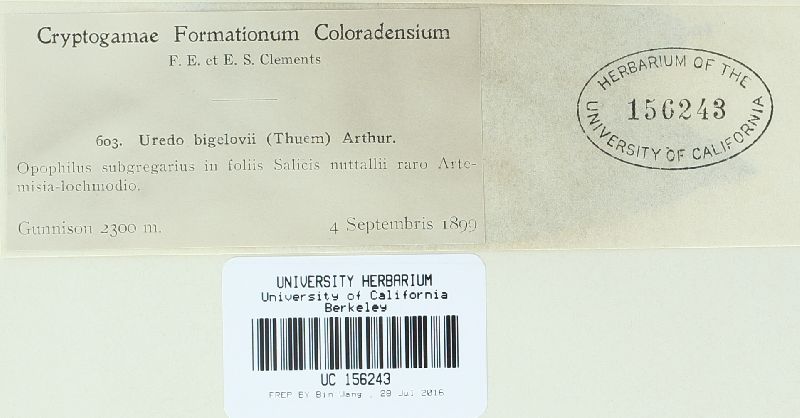 Cryptogamae Formationum Coloradensium
F. E. et E. S. Clements
603. Uredo bigelovii (Thuem) Arthur.
Opophilus subgregarius in foliis Salicis nuttallii raro Arte-
misia-lochmodio.
Gunnison 2300 m. 4 Septembris 1899
HERBARIUM OF THE
156243
UNIVERSITY OF CALIFORNIA
UNIVERSITY HERBARIUM
University of California
Berkeley
UC 156243
PREP BY Bin Wang , 29 Jul 2016